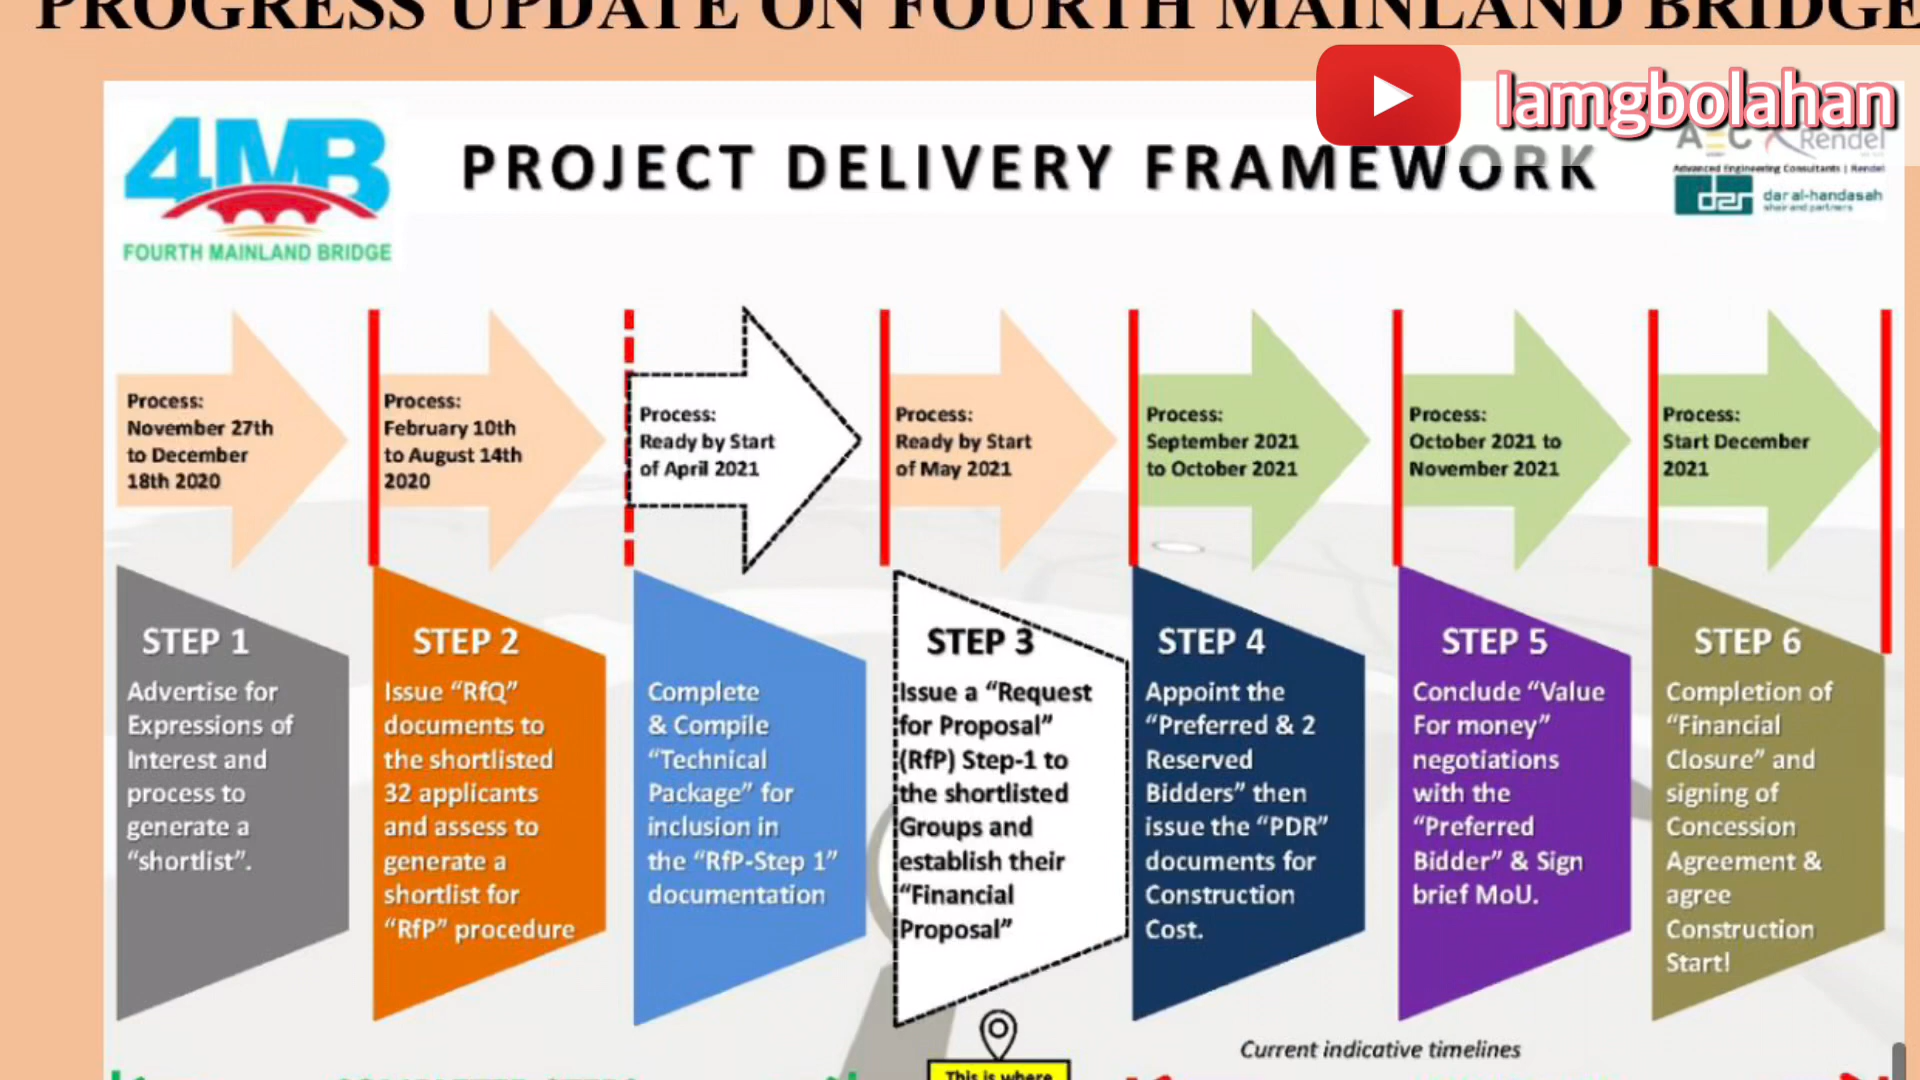 PROGRESS UPDATE ON FOURTH MAINLAND BRIDGE
Iamgbolahan
4MB
FOURTH MAINLAND BRIDGE
PROJECT DELIVERY FRAMEWORK
AEC Rendel
Advanced Engineering Consultants | Rendel
dar dar al-handasah
shair and partners
Process:
November 27th
to December
18th 2020
Process:
February 10th
to August 14th
2020
Process:
Ready by Start
of April 2021
Process:
Ready by Start
of May 2021
Process:
September 2021
to October 2021
Process:
October 2021 to
November 2021
Process:
Start December
2021
STEP 1
Advertise for
Expressions of
Interest and
process to
generate a
“shortlist”.
STEP 2
Issue “RfQ”
documents to
the shortlisted
32 applicants
and assess to
generate a
shortlist for
“RfP” procedure
Complete
& Compile
“Technical
Package” for
inclusion in
the “RfP-Step 1”
documentation
STEP 3
Issue a “Request
for Proposal”
(RfP) Step-1 to
the shortlisted
Groups and
establish their
“Financial
Proposal”
STEP 4
Appoint the
“Preferred & 2
Reserved
Bidders” then
issue the “PDR”
documents for
Construction
Cost.
STEP 5
Conclude “Value
For money”
negotiations
with the
“Preferred
Bidder” & Sign
brief MoU.
STEP 6
Completion of
“Financial
Closure” and
signing of
Concession
Agreement &
agree
Construction
Start!
Current indicative timelines
This is where